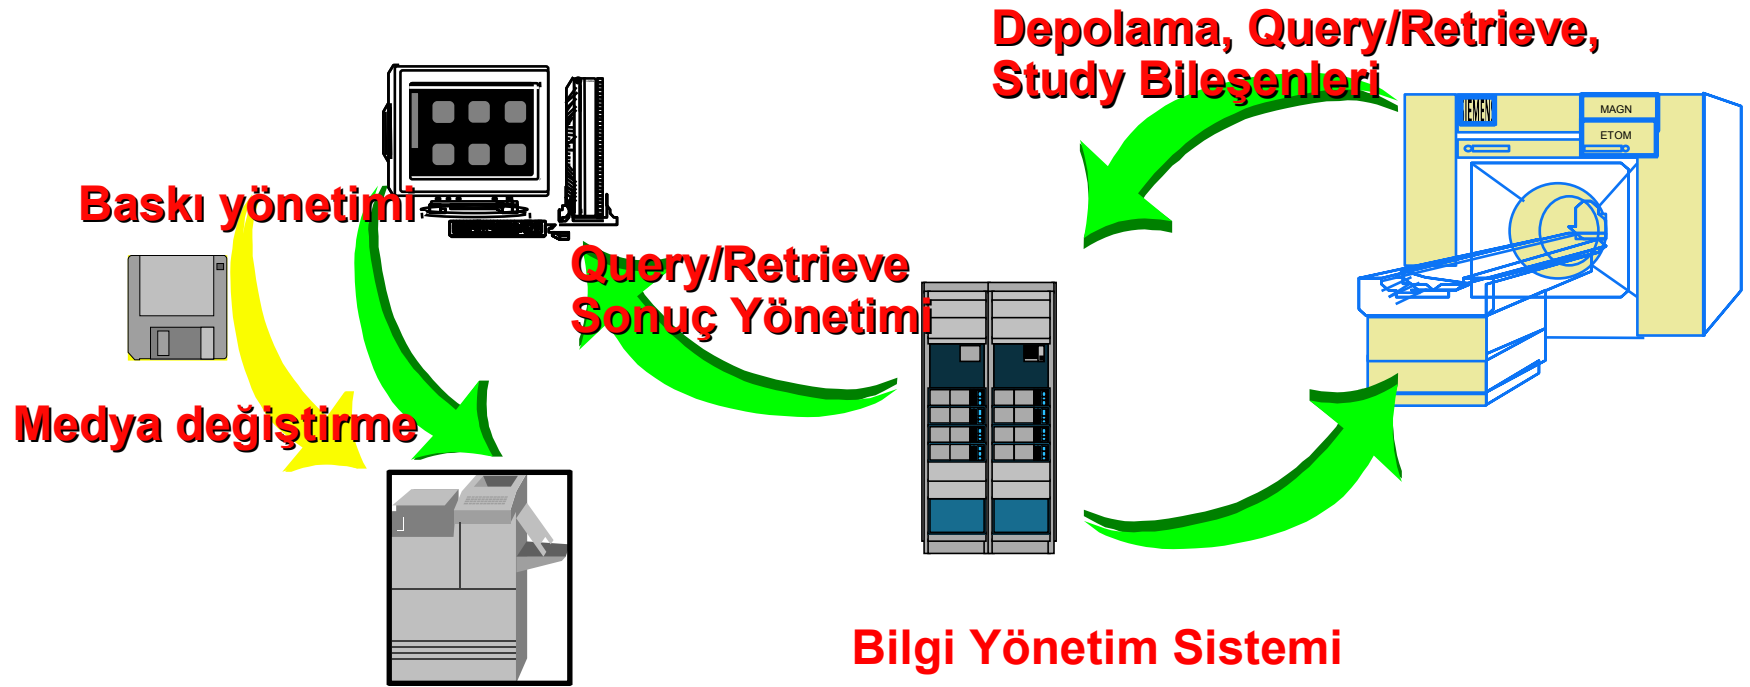 Depolama, Query/Retrieve,
Study Bileşenleri
MAGN
ETOM
Baskı yönetimi
Query/Retrieve
Sonuç Yönetimi
Medya değiştirme
Bilgi Yönetim Sistemi